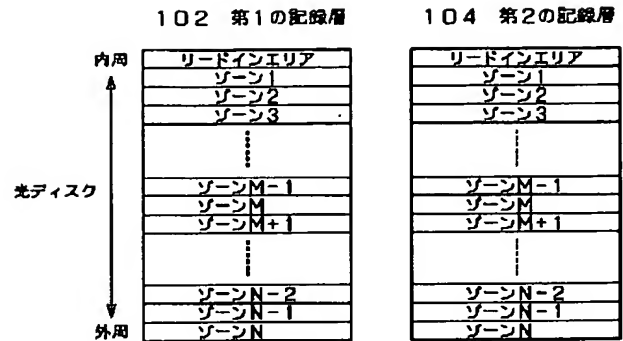 102 第1の記録層
104 第2の記録層
内周
光ディスク
外周
リードインエリア
ゾーン1
ゾーン2
ゾーン3
ゾーンM-1
ゾーンM
ゾーンM+1
ゾーンN-2
ゾーンN-1
ゾーンN
リードインエリア
ゾーン1
ゾーン2
ゾーン3
ゾーンM-1
ゾーンM
ゾーンM+1
ゾーンN-2
ゾーンN-1
ゾーンN